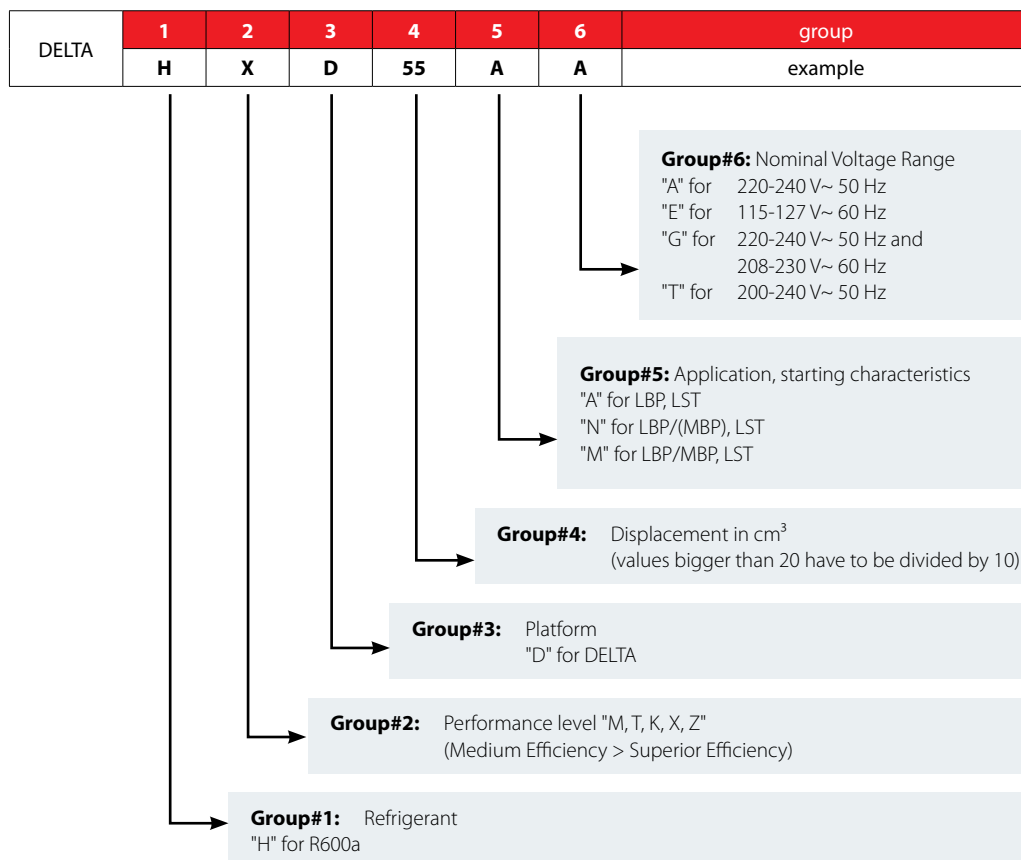 DELTA 1 2 3 4 5 6 group
H X D 55 A A example
Group#6: Nominal Voltage Range
"A" for 220-240 V~ 50 Hz
"E" for 115-127 V~ 60 Hz
"G" for 220-240 V~ 50 Hz and
208-230 V~ 60 Hz
"T" for 200-240 V~ 50 Hz
Group#5: Application, starting characteristics
"A" for LBP, LST
"N" for LBP/(MBP), LST
"M" for LBP/MBP, LST
Group#4: Displacement in cm³
(values bigger than 20 have to be divided by 10)
Group#3: Platform
"D" for DELTA
Group#2: Performance level "M, T, K, X, Z"
(Medium Efficiency > Superior Efficiency)
Group#1: Refrigerant
"H" for R600a